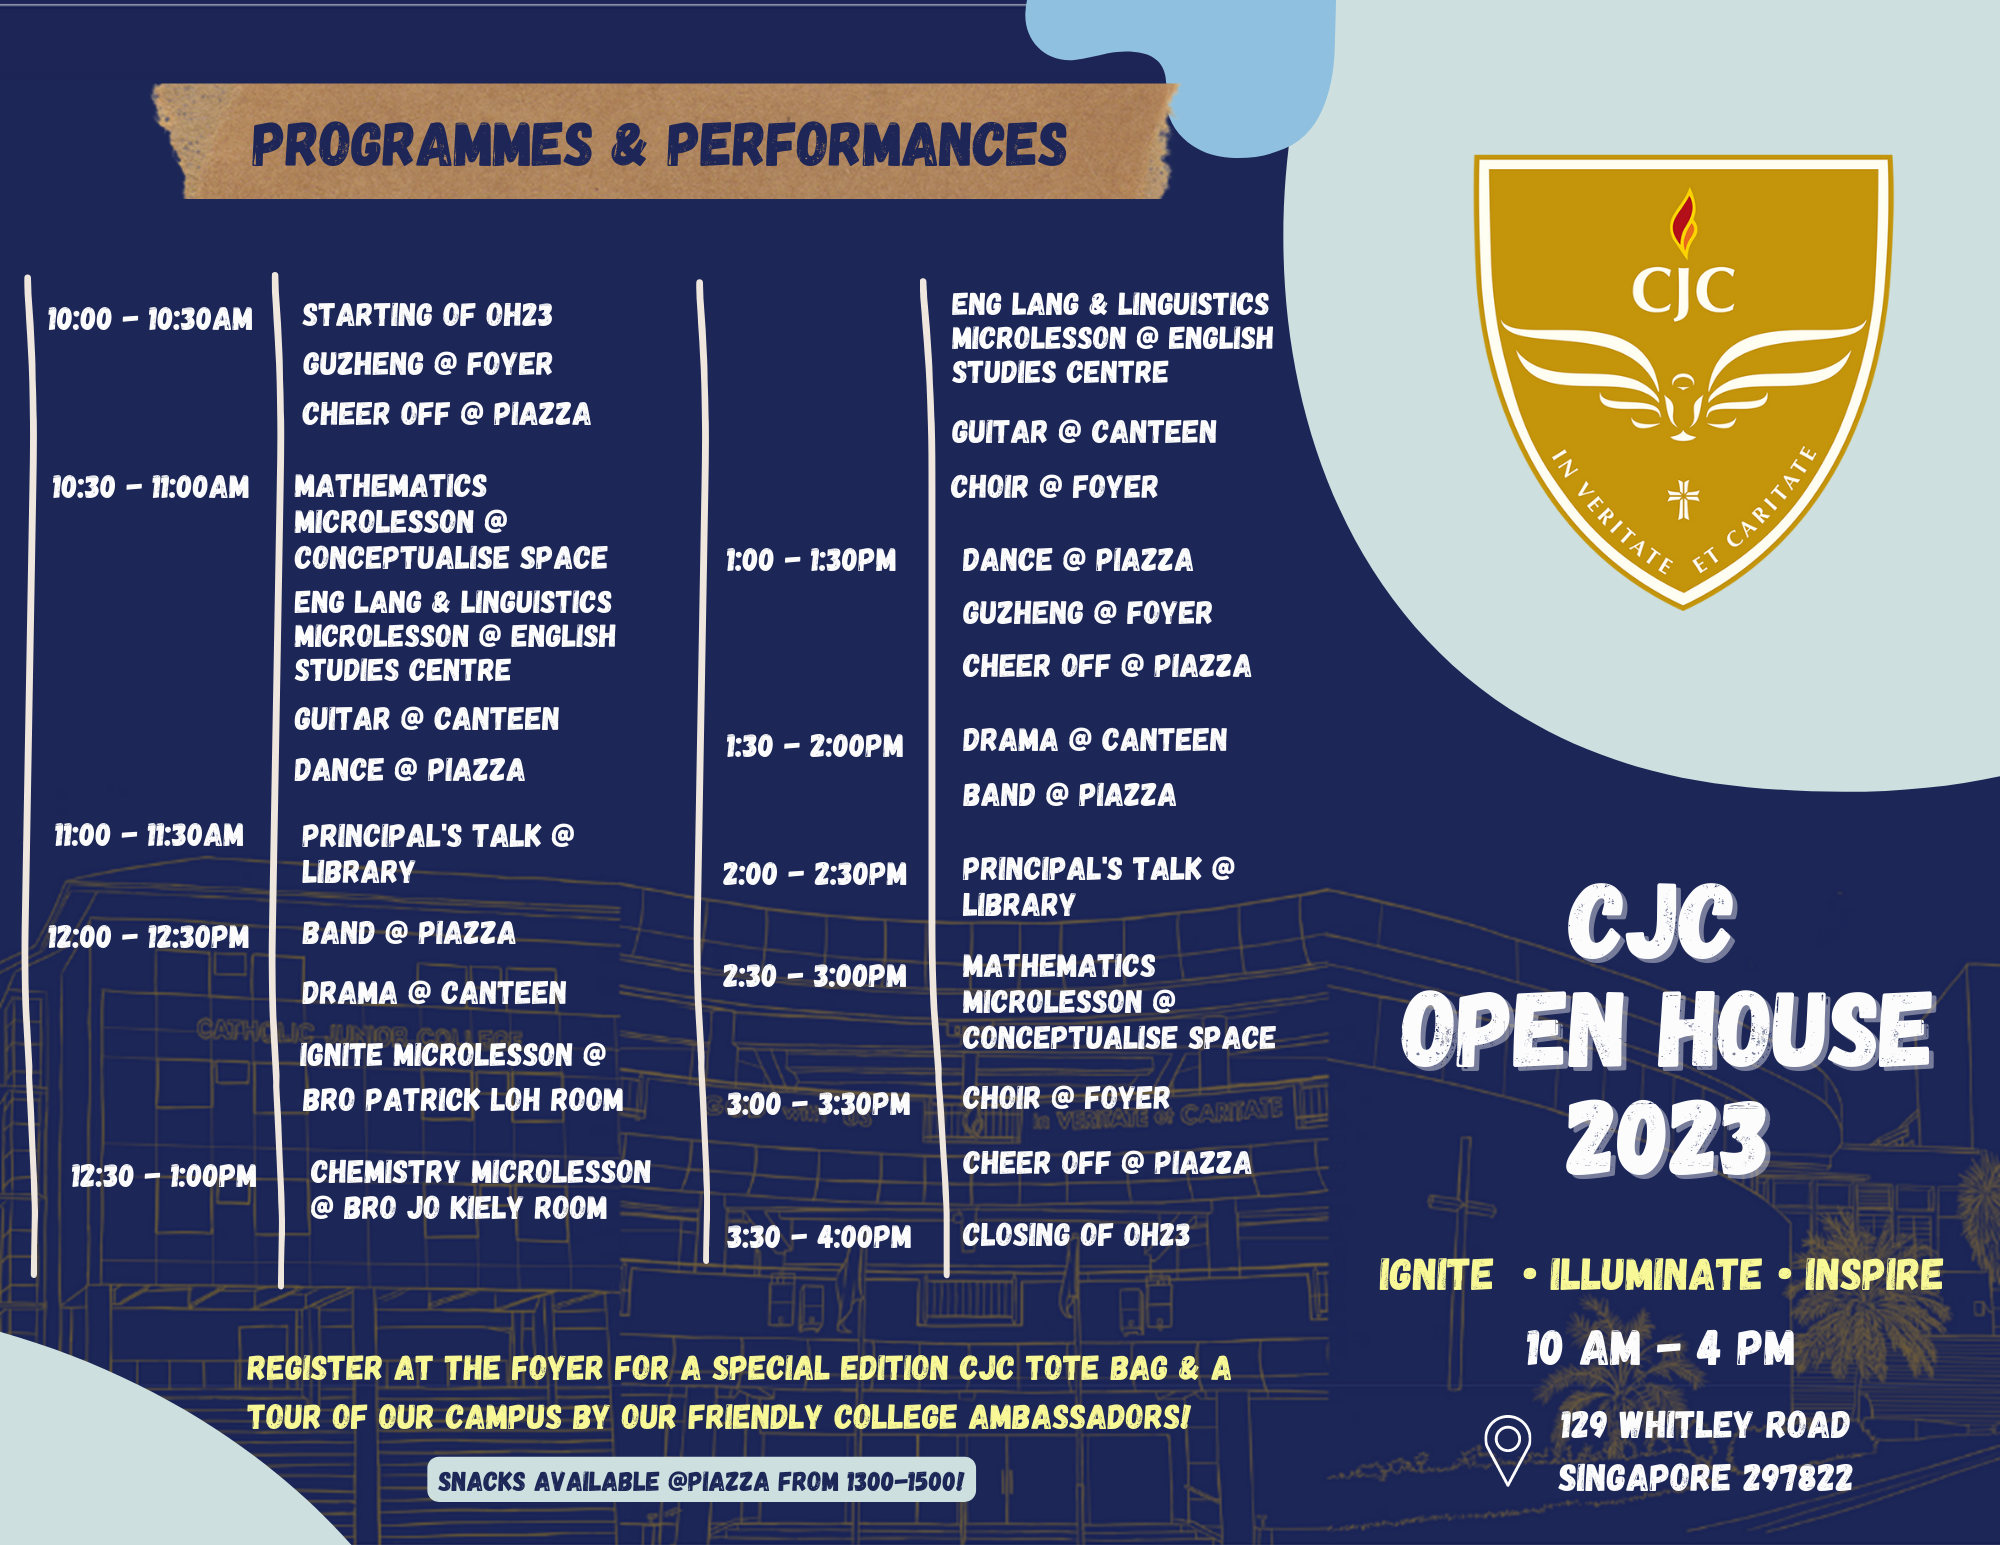 PROGRAMMES & PERFORMANCES
10:00 - 10:30AM
STARTING OF OH23
GUZHENG @ FOYER
CHEER OFF @ PIAZZA
10:30 - 11:00AM
MATHEMATICS
MICROLESSON @
CONCEPTUALISE SPACE
ENG LANG & LINGUISTICS
MICROLESSON @ ENGLISH
STUDIES CENTRE
GUITAR @ CANTEEN
DANCE @ PIAZZA
11:00 - 11:30AM
PRINCIPAL'S TALK @
LIBRARY
12:00 - 12:30PM
BAND @ PIAZZA
DRAMA @ CANTEEN
IGNITE MICROLESSON @
BRO PATRICK LOH ROOM
12:30 - 1:00PM
CHEMISTRY MICROLESSON
@ BRO JO KIELY ROOM
ENG LANG & LINGUISTICS
MICROLESSON @ ENGLISH
STUDIES CENTRE
GUITAR @ CANTEEN
CHOIR @ FOYER
1:00 - 1:30PM
DANCE @ PIAZZA
GUZHENG @ FOYER
CHEER OFF @ PIAZZA
1:30 - 2:00PM
DRAMA @ CANTEEN
BAND @ PIAZZA
2:00 - 2:30PM
PRINCIPAL'S TALK @
LIBRARY
2:30 - 3:00PM
MATHEMATICS
MICROLESSON @
CONCEPTUALISE SPACE
3:00 - 3:30PM
CHOIR @ FOYER
CHEER OFF @ PIAZZA
3:30 - 4:00PM
CLOSING OF OH23
CATHOLIC JUNIOR COLLEGE
in VERITATE et CARITATE
REGISTER AT THE FOYER FOR A SPECIAL EDITION CJC TOTE BAG & A
TOUR OF OUR CAMPUS BY OUR FRIENDLY COLLEGE AMBASSADORS!
SNACKS AVAILABLE @PIAZZA FROM 1300-1500!
CJC
IN VERITATE ET CARITATE
CJC
OPEN HOUSE
2023
IGNITE • ILLUMINATE • INSPIRE
10 AM - 4 PM
129 WHITLEY ROAD
SINGAPORE 297822